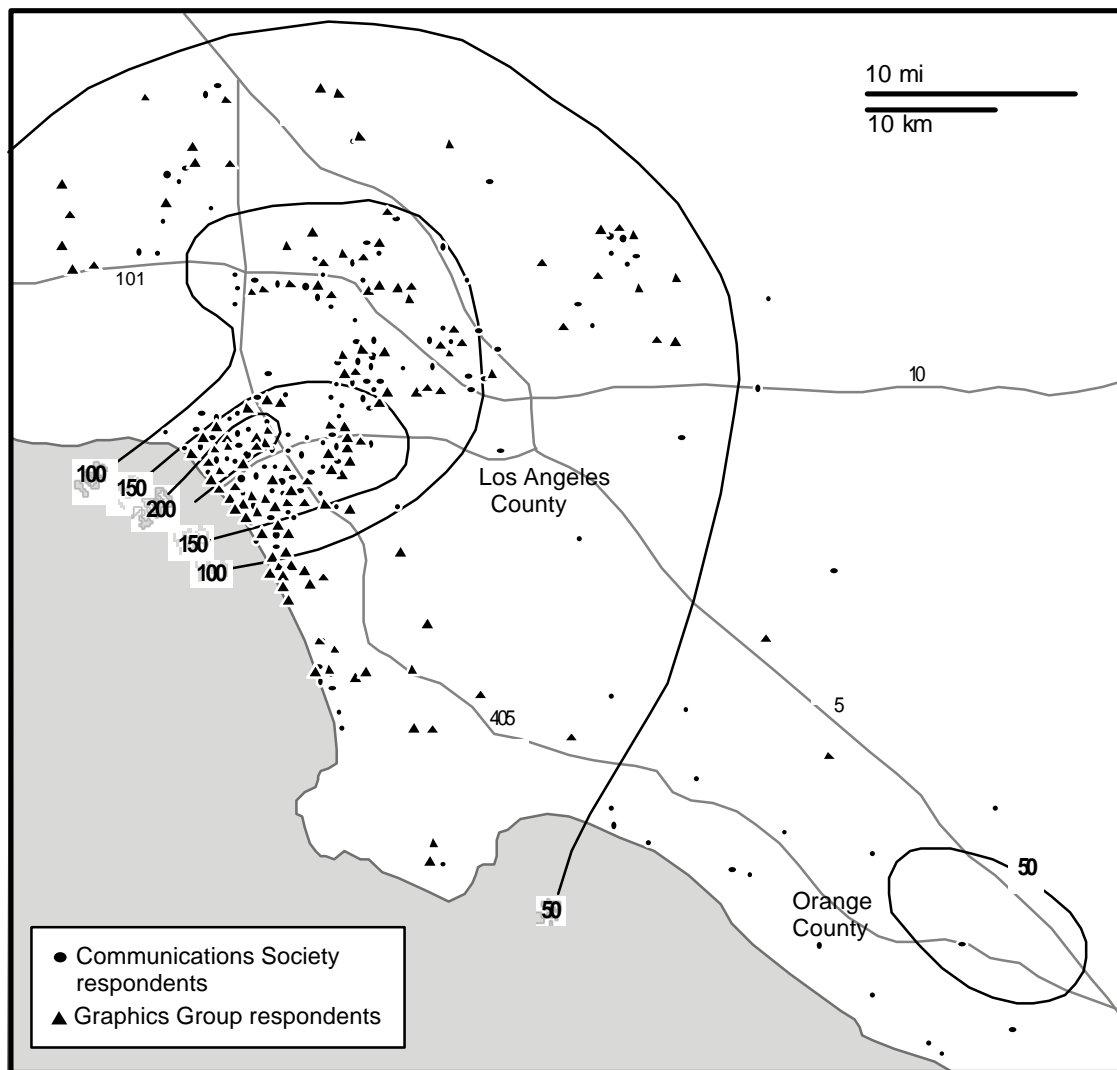 10 mi
10 km
101
10
100
150
200
150
100
Los Angeles
County
405
5
50
50
Orange
County
Communications Society
respondents
Graphics Group respondents